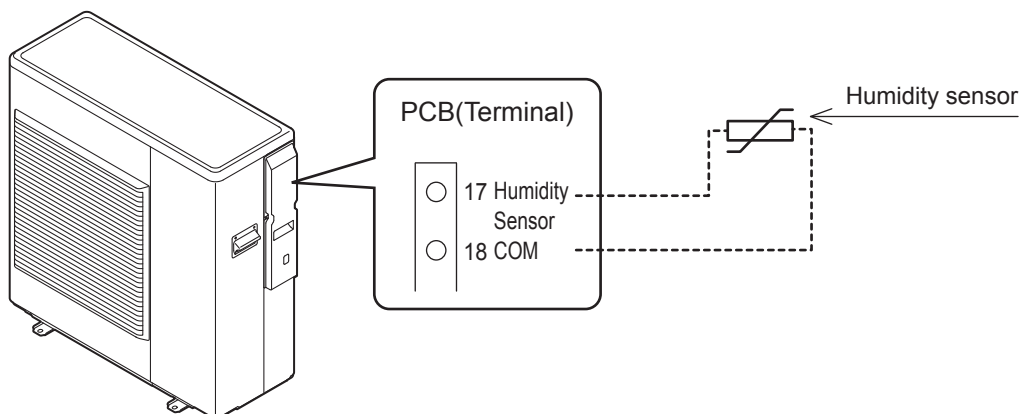 Humidity sensor
PCB(Terminal)
17 Humidity
Sensor
18 COM